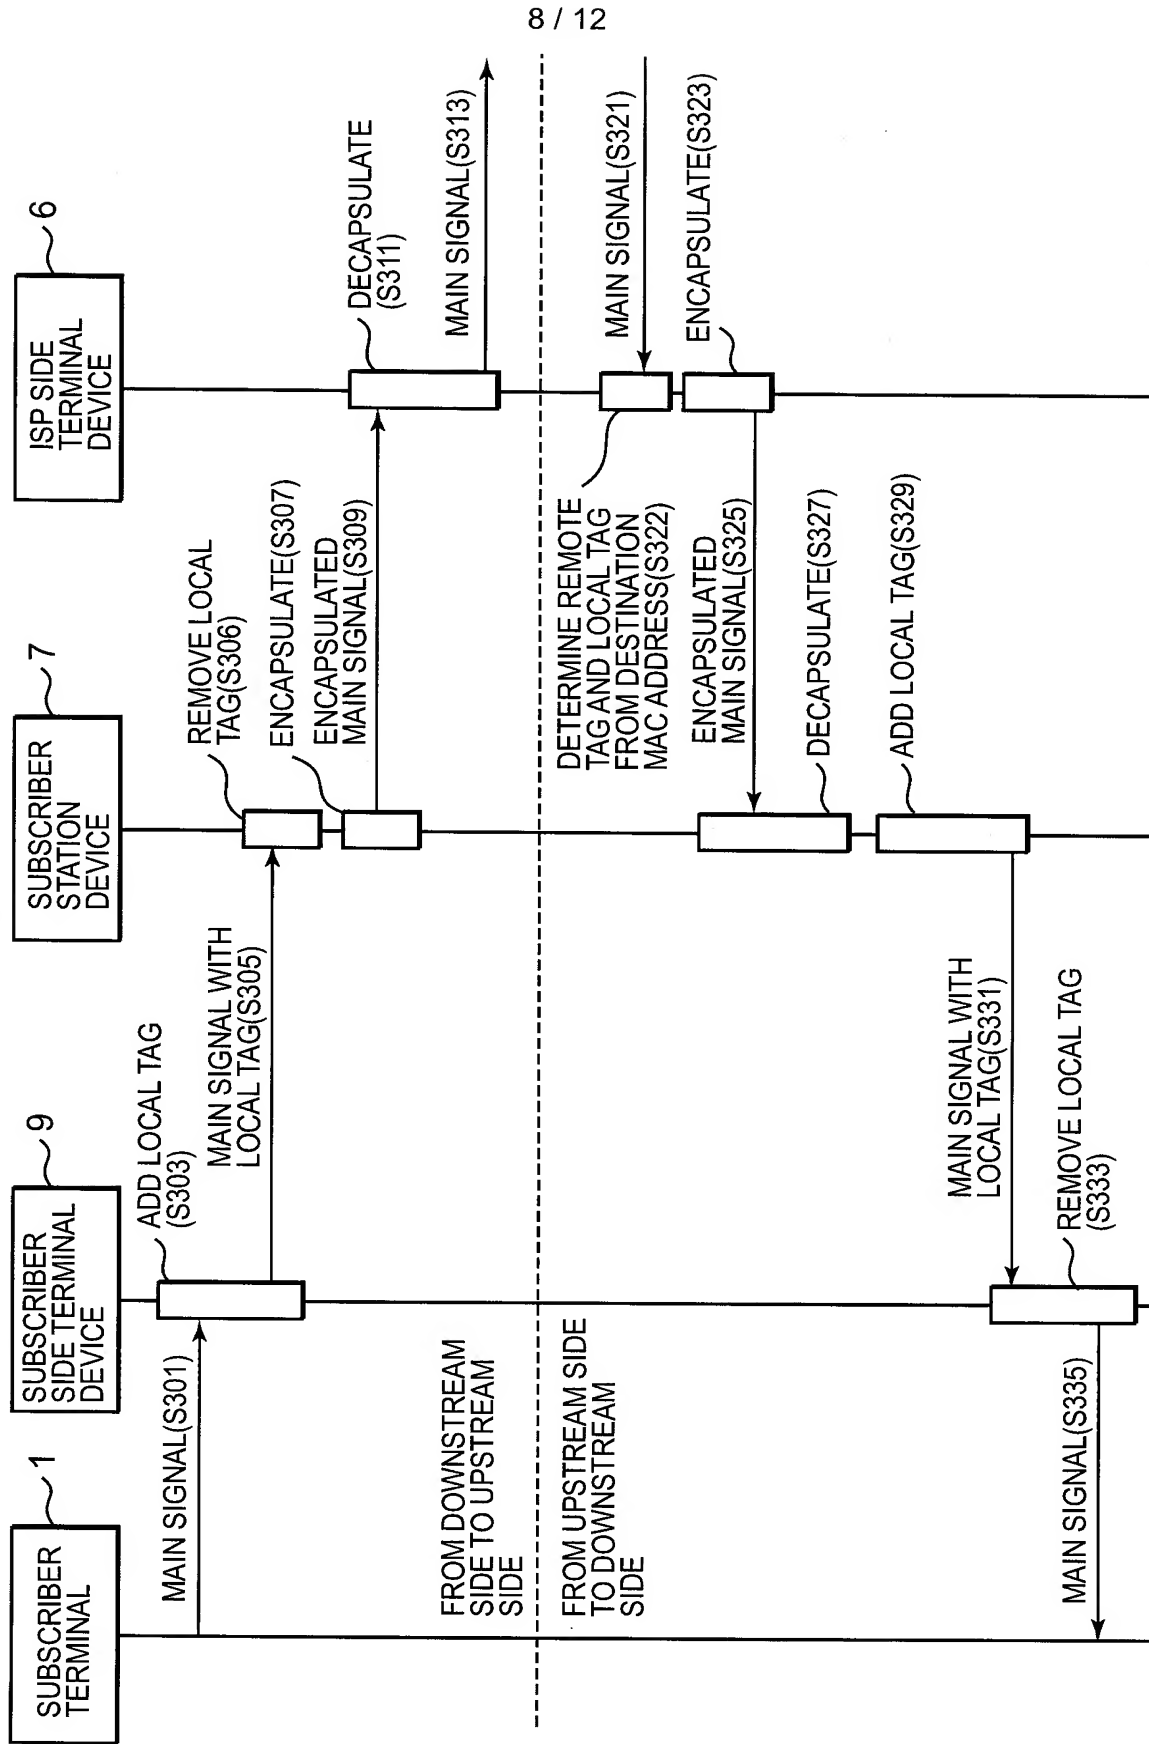 8 / 12
SUBSCRIBER
TERMINAL
1
SUBSCRIBER
SIDE TERMINAL
DEVICE
9
SUBSCRIBER
STATION
DEVICE
7
ISP SIDE
TERMINAL
DEVICE
6
MAIN SIGNAL(S301)
ADD LOCAL TAG
(S303)
MAIN SIGNAL WITH
LOCAL TAG(S305)
REMOVE LOCAL
TAG(S306)
ENCAPSULATE(S307)
ENCAPSULATED
MAIN SIGNAL(S309)
DECAPSULATE
(S311)
MAIN SIGNAL(S313)
FROM DOWNSTREAM
SIDE TO UPSTREAM
SIDE
FROM UPSTREAM SIDE
TO DOWNSTREAM
SIDE
MAIN SIGNAL(S321)
DETERMINE REMOTE
TAG AND LOCAL TAG
FROM DESTINATION
MAC ADDRESS(S322)
ENCAPSULATE(S323)
ENCAPSULATED
MAIN SIGNAL(S325)
DECAPSULATE(S327)
ADD LOCAL TAG(S329)
MAIN SIGNAL WITH
LOCAL TAG(S331)
REMOVE LOCAL TAG
(S333)
MAIN SIGNAL(S335)